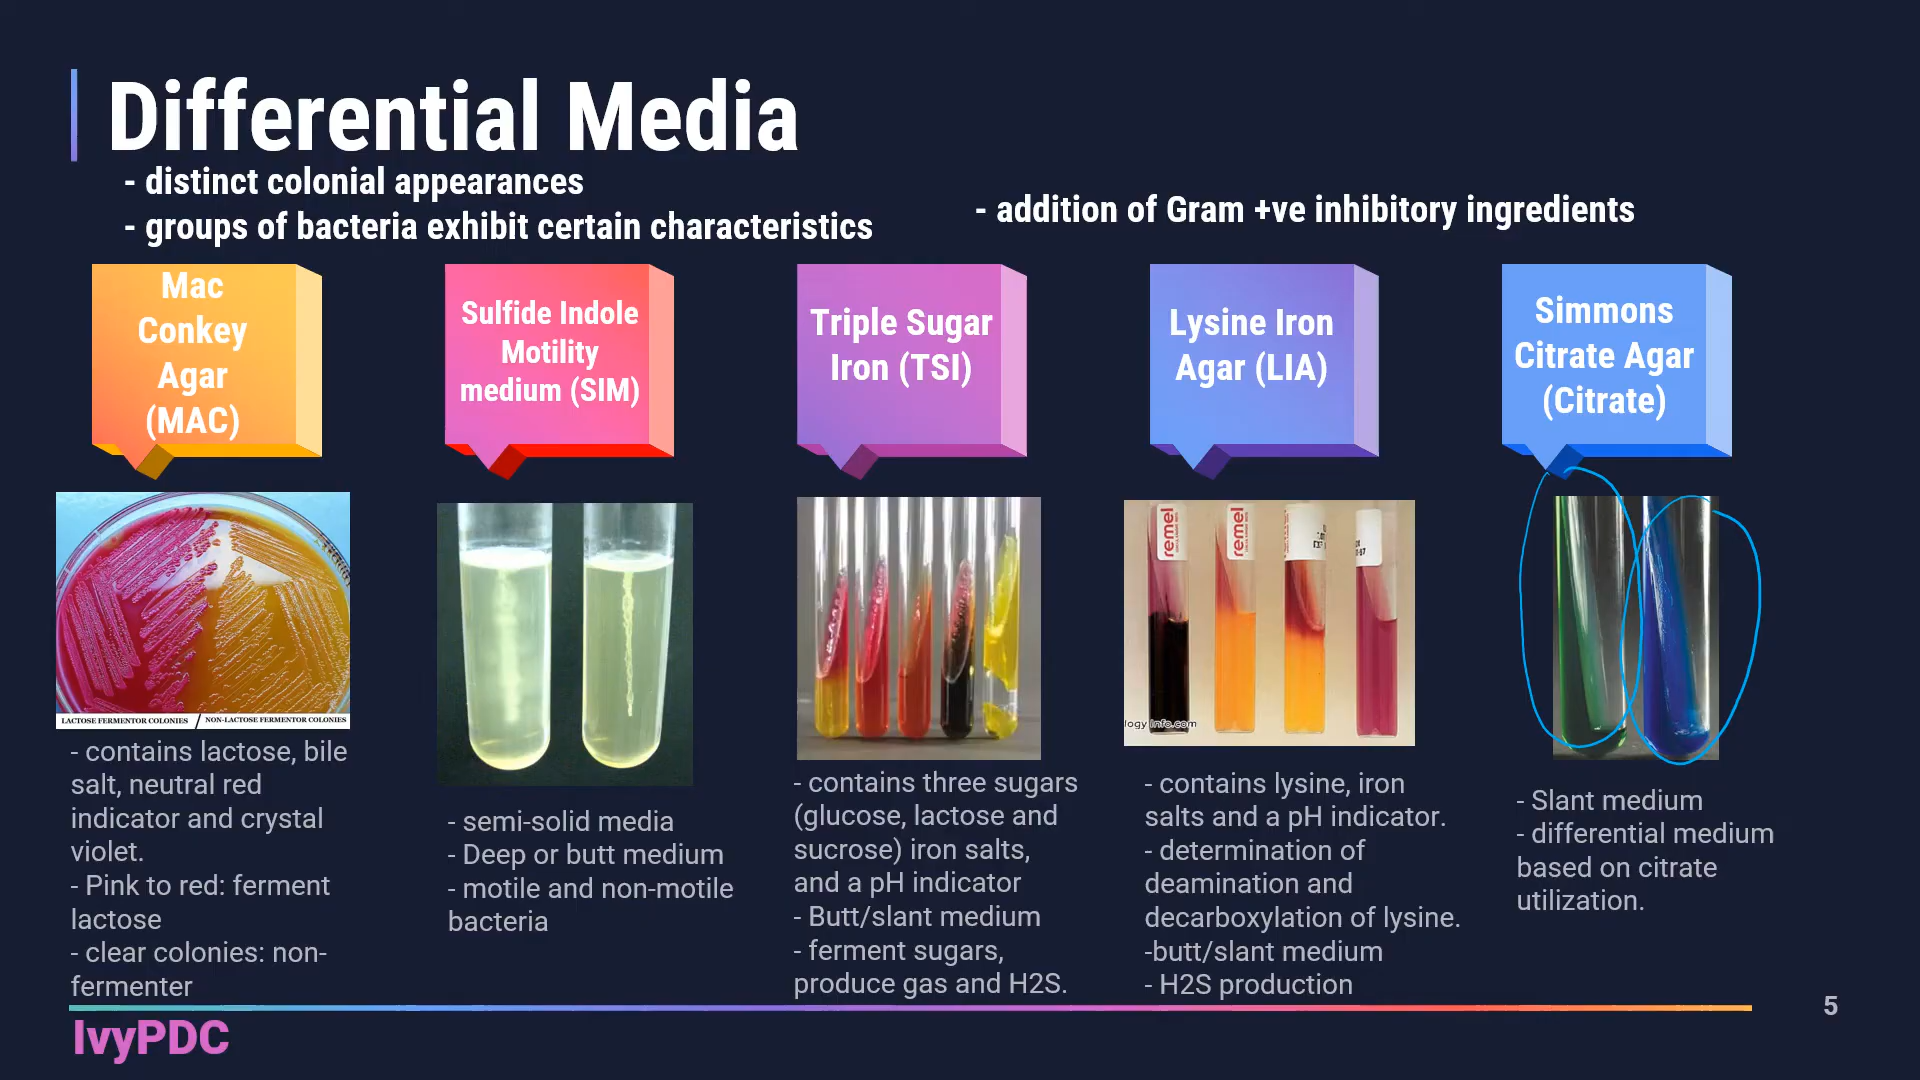 Differential Media
- distinct colonial appearances
- groups of bacteria exhibit certain characteristics
- addition of Gram +ve inhibitory ingredients
Mac
Conkey
Agar
(MAC)
Sulfide Indole
Motility
medium (SIM)
Triple Sugar
Iron (TSI)
Lysine Iron
Agar (LIA)
Simmons
Citrate Agar
(Citrate)
LACTOSE FERMENTOR COLONIES / NON-LACTOSE FERMENTOR COLONIES
remel
remel
logy info.com
- contains lactose, bile
salt, neutral red
indicator and crystal
violet.
- Pink to red: ferment
lactose
- clear colonies: non-
fermenter
- semi-solid media
- Deep or butt medium
- motile and non-motile
bacteria
- contains three sugars
(glucose, lactose and
sucrose) iron salts,
and a pH indicator
- Butt/slant medium
- ferment sugars,
produce gas and H2S.
- contains lysine, iron
salts and a pH indicator.
- determination of
deamination and
decarboxylation of lysine.
-butt/slant medium
- H2S production
- Slant medium
- differential medium
based on citrate
utilization.
5
IvyPDC